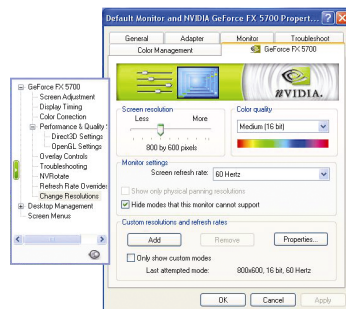 Default Monitor and NVIDIA GeForce FX 5700 Propert... ?
General Adapter Monitor Troubleshoot
Color Management GeForce FX 5700
NVIDIA.
GeForce FX 5700
Screen Adjustment
Display Timing
Color Correction
Performance & Quality
Direct3D Settings
OpenGL Settings
Overlay Controls
Troubleshooting
NVRotate
Refresh Rate Overrides
Change Resolutions
Desktop Management
Screen Menus
Screen resolution
Less More
800 by 600 pixels
Color quality
Medium (16 bit)
Monitor settings
Screen refresh rate: 60 Hertz
Show only physical panning resolutions
Hide modes that this monitor cannot support
Custom resolutions and refresh rates
Add Remove Properties...
Only show custom modes
Last attempted mode: 800x600, 16 bit, 60 Hertz
OK Cancel Apply